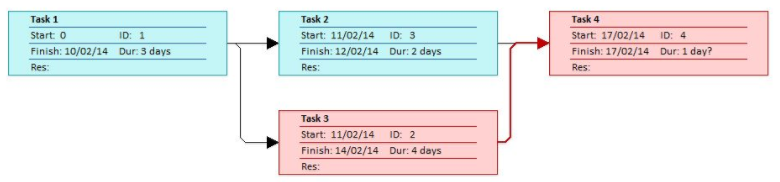 Task 1
Start: 0 ID: 1
Finish: 10/02/14 Dur: 3 days
Res:
Task 2
Start: 11/02/14 ID: 3
Finish: 12/02/14 Dur: 2 days
Res:
Task 4
Start: 17/02/14 ID: 4
Finish: 17/02/14 Dur: 1 day?
Res:
Task 3
Start: 11/02/14 ID: 2
Finish: 14/02/14 Dur: 4 days
Res: